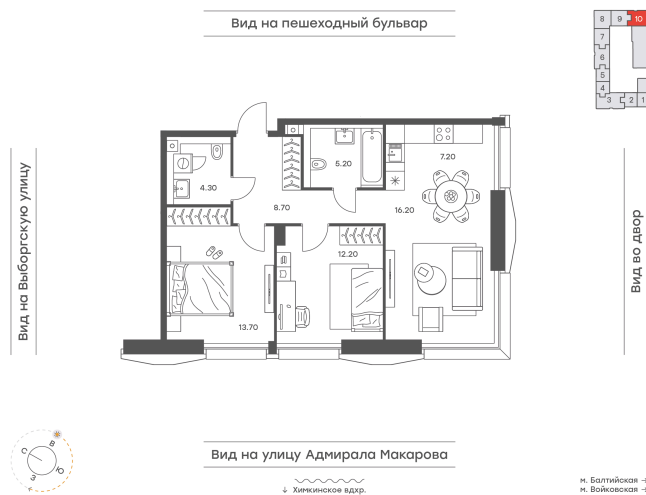 Вид на пешеходный бульвар
8 9 10
7
6
5
4
3 2 1
Вид на Выборгскую улицу
Вид во двор
4.30
5.20
7.20
8.70
16.20
12.20
13.70
Вид на улицу Адмирала Макарова
↓ Химкинское вдхр.
С В
З Ю
м. Балтийская
м. Войковская